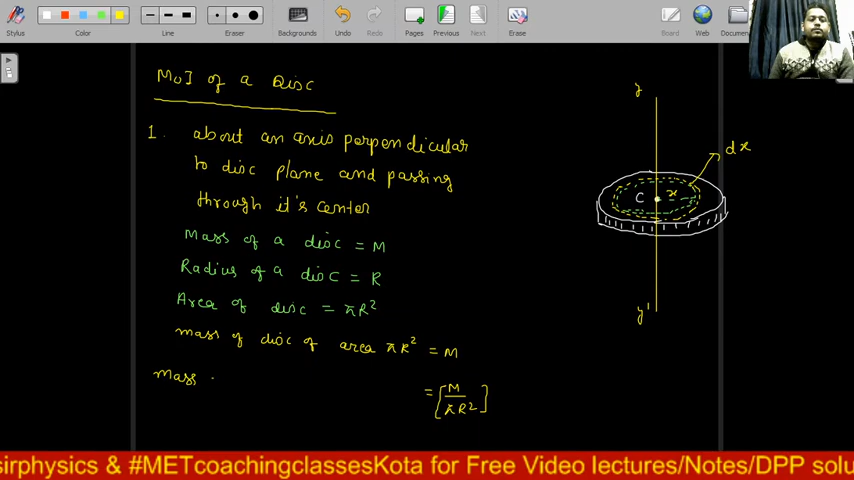 Stylus
Color
Line
Eraser
Backgrounds
Undo
Redo
Pages
Previous
Next
Erase
Board
Web
Docum
MOI of a Disc
1. about an axis perpendicular
to disc plane and passing
through it's center
Mass of a disc = M
Radius of a disc = R
Area of disc = πR²
mass of disc of area πR² = M
mass
= [M/πR²]
y
dx
C
x
y'
sirphysics & #METcoachingclassesKota for Free Video lectures/Notes/DPP solu